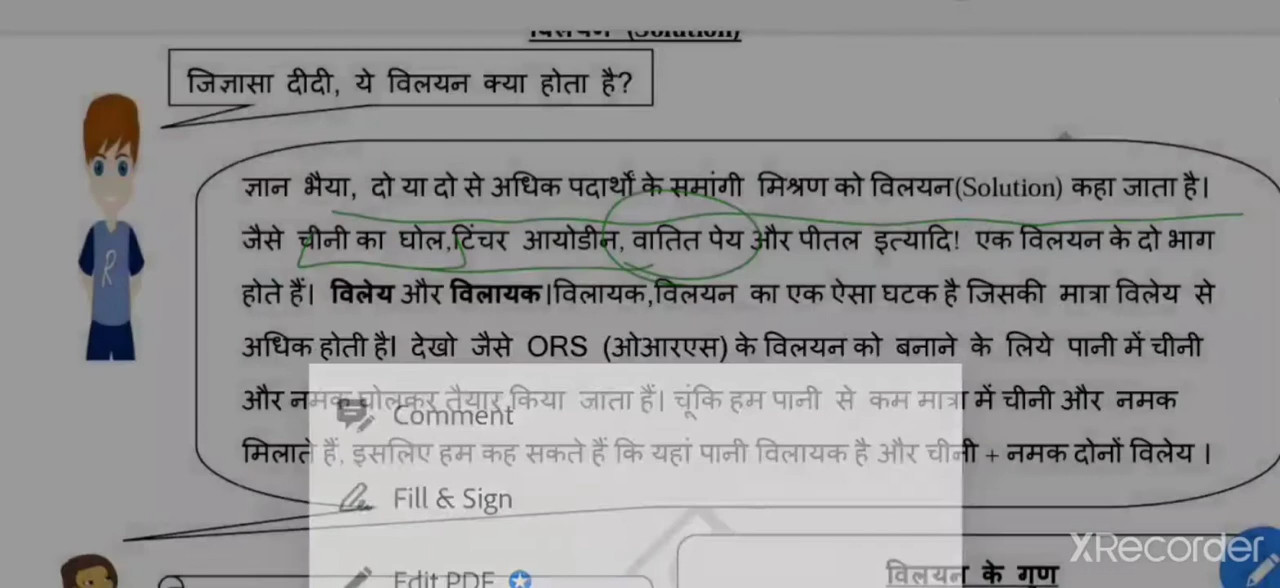 विलयन (Solution)
जिज्ञासा दीदी, ये विलयन क्या होता है?
ज्ञान भैया, दो या दो से अधिक पदार्थों के समांगी मिश्रण को विलयन(Solution) कहा जाता है।
जैसे चीनी का घोल,टिंचर आयोडीन, वातित पेय और पीतल इत्यादि! एक विलयन के दो भाग
होते हैं। विलेय और विलायक।विलायक,विलयन का एक ऐसा घटक है जिसकी मात्रा विलेय से
अधिक होती है। देखो जैसे ORS (ओआरएस) के विलयन को बनाने के लिये पानी में चीनी
और नमक घोलकर तैयार किया जाता हैं। चूंकि हम पानी से कम मात्रा में चीनी और नमक
मिलाते हैं, इसलिए हम कह सकते हैं कि यहां पानी विलायक है और चीनी + नमक दोनों विलेय ।
R
Comment
Fill & Sign
Edit PDF
XRecorder
विलयन के गुण